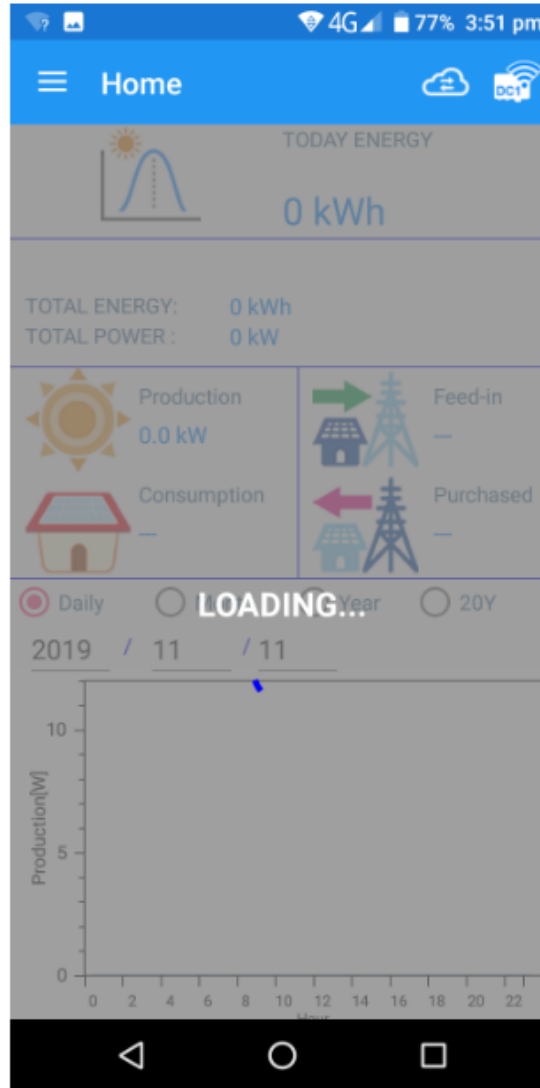 4G 77% 3:51 pm
Home
DC1
TODAY ENERGY
0 kWh
TOTAL ENERGY: 0 kWh
TOTAL POWER : 0 kW
Production
0.0 kW
Feed-in
---
Consumption
---
Purchased
---
Daily Year 20Y
LOADING...
2019 / 11 / 11
Production[W]
10
5
0
0 2 4 6 8 10 12 14 16 18 20 22
Hour